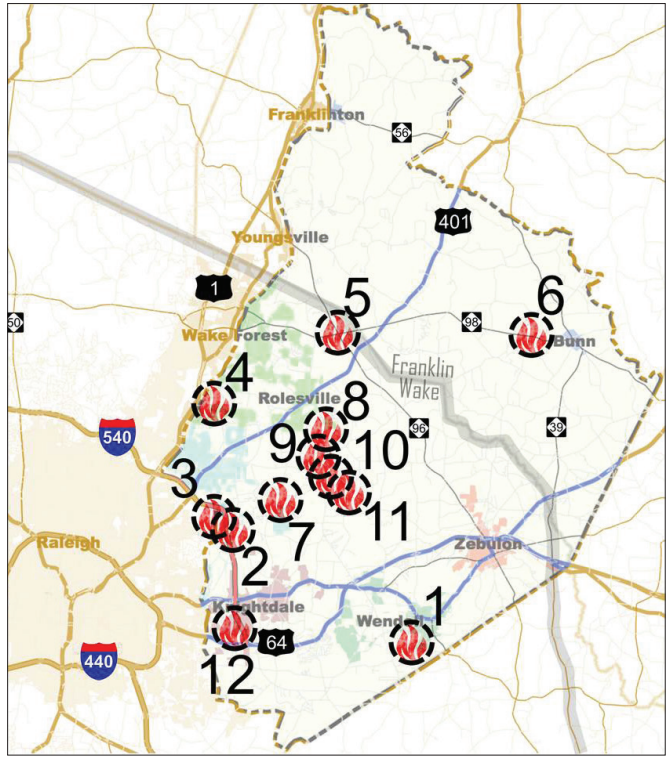 Franklinton
56
401
Youngsville
1
5
6
50
98
Wake Forest
Bunn
Franklin
Wake
4
Rolesville
8
540
9
10
96
39
3
7
11
2
Raleigh
Zebulon
Knightdale
Wendell
1
64
440
12